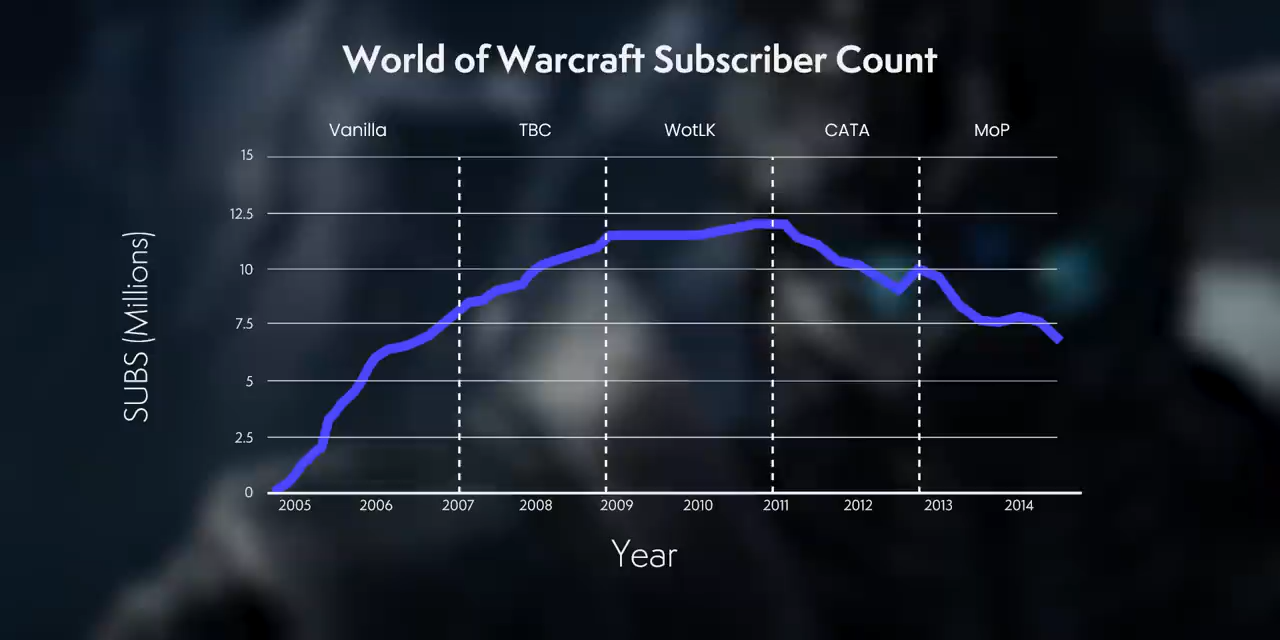 World of Warcraft Subscriber Count
Vanilla TBC WotLK CATA MoP
15
12.5
10
7.5
5
2.5
0
SUBS (Millions)
2005 2006 2007 2008 2009 2010 2011 2012 2013 2014
Year